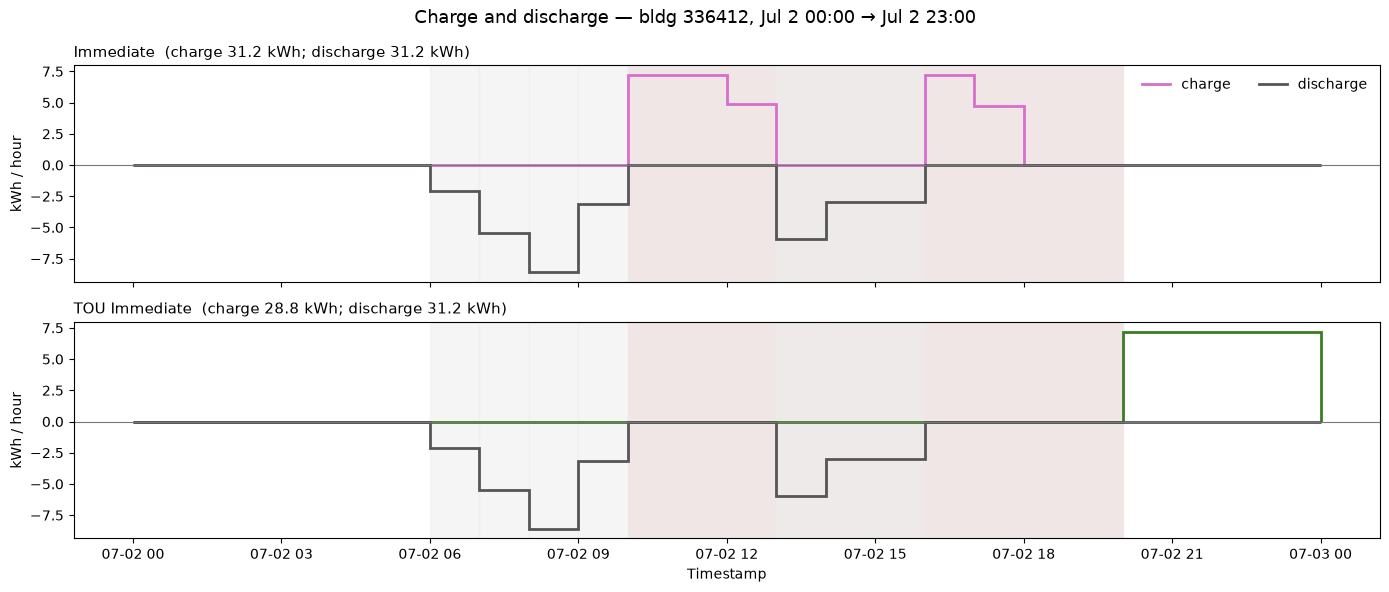 Charge and discharge — bldg 336412, Jul 2 00:00 → Jul 2 23:00
Immediate  (charge 31.2 kWh; discharge 31.2 kWh)
charge
discharge
kWh / hour
7.5
5.0
2.5
0.0
−2.5
−5.0
−7.5
TOU Immediate  (charge 28.8 kWh; discharge 31.2 kWh)
kWh / hour
7.5
5.0
2.5
0.0
−2.5
−5.0
−7.5
07-02 00
07-02 03
07-02 06
07-02 09
07-02 12
07-02 15
07-02 18
07-02 21
07-03 00
Timestamp